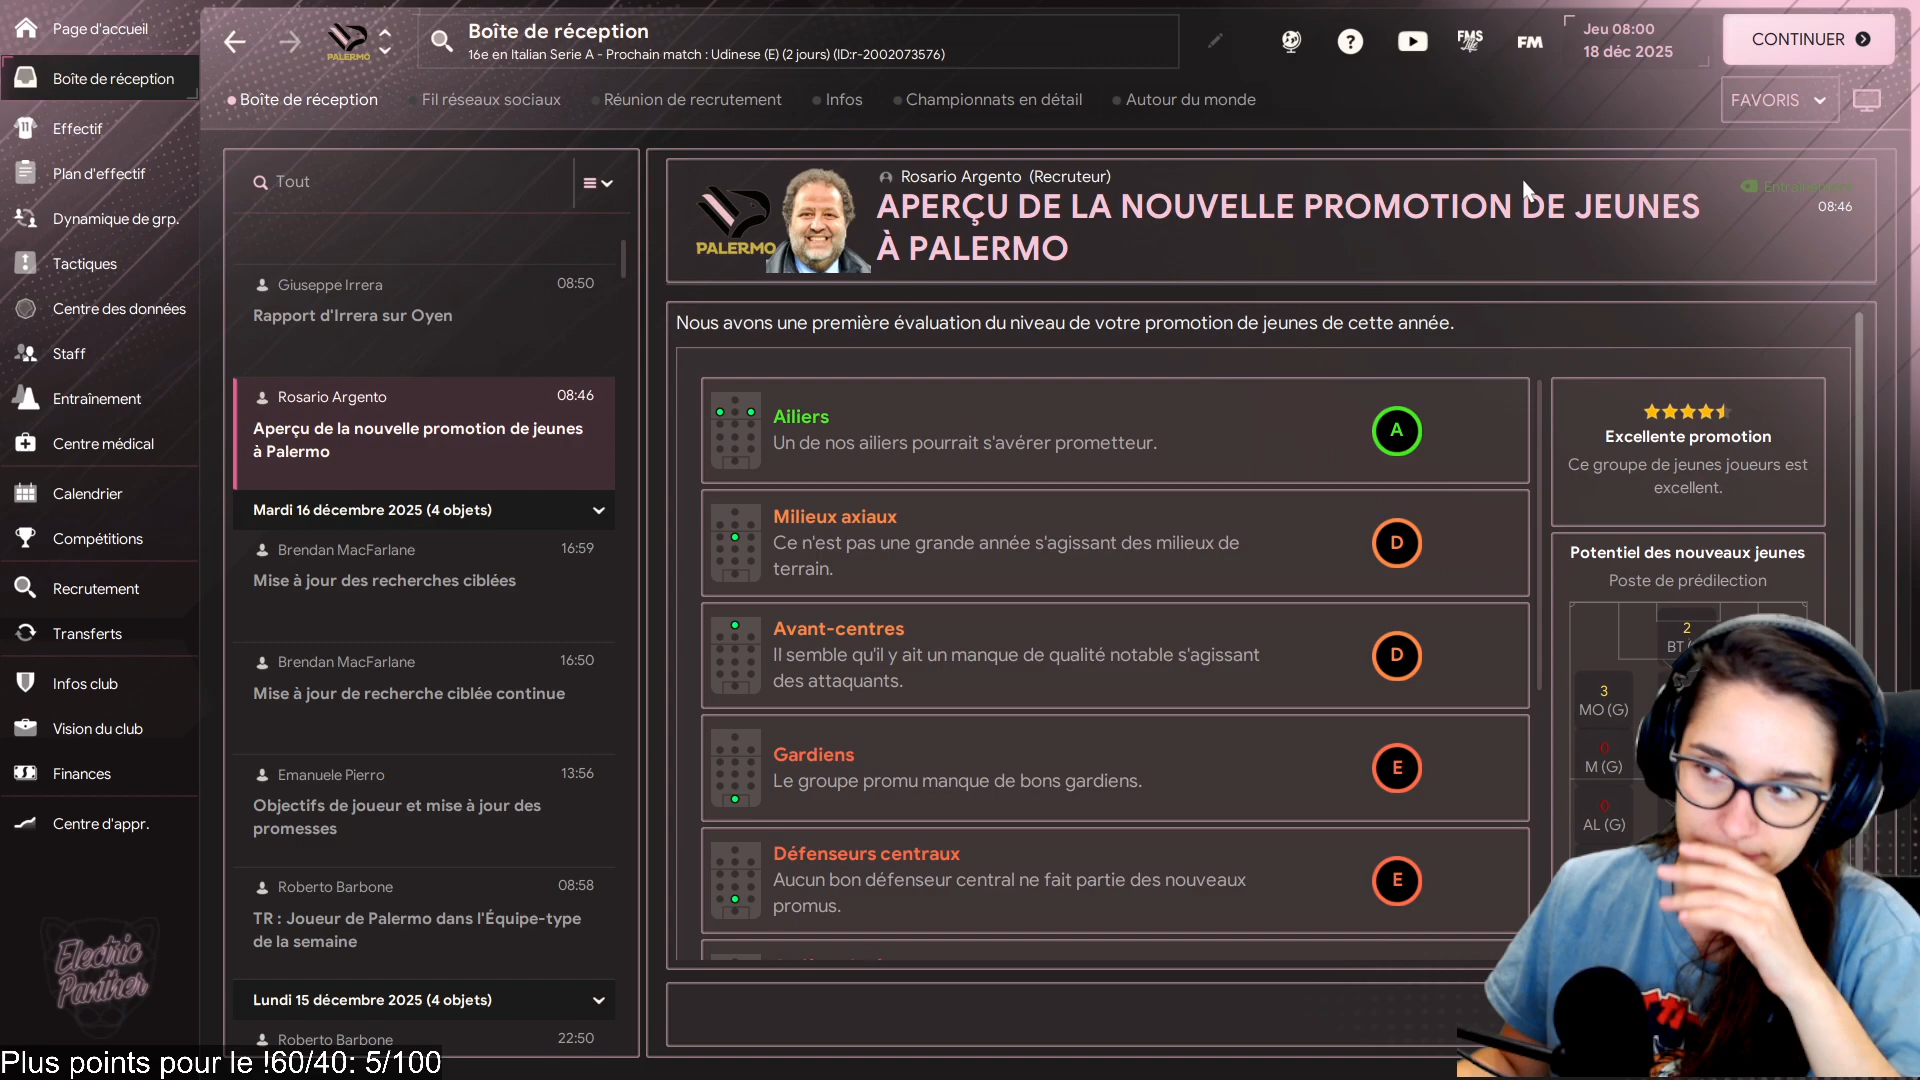 Page d'accueil
Boîte de réception
Effectif
Plan d'effectif
Dynamique de grp.
Tactiques
Centre des données
Staff
Entraînement
Centre médical
Calendrier
Compétitions
Recrutement
Transferts
Infos club
Vision du club
Finances
Centre d'appr.
Electric
Panther
PALERMO
Boîte de réception
16e en Italian Serie A - Prochain match : Udinese (E) (2 jours) (ID:r-2002073576)
FMS
FM
Jeu 08:00
18 déc 2025
CONTINUER
Boîte de réception
Fil réseaux sociaux
Réunion de recrutement
Infos
Championnats en détail
Autour du monde
FAVORIS
Tout
Giuseppe Irrera 08:50
Rapport d'Irrera sur Oyen
Rosario Argento 08:46
Aperçu de la nouvelle promotion de jeunes
à Palermo
Mardi 16 décembre 2025 (4 objets)
Brendan MacFarlane 16:59
Mise à jour des recherches ciblées
Brendan MacFarlane 16:50
Mise à jour de recherche ciblée continue
Emanuele Pierro 13:56
Objectifs de joueur et mise à jour des
promesses
Roberto Barbone 08:58
TR : Joueur de Palermo dans l'Équipe-type
de la semaine
Lundi 15 décembre 2025 (4 objets)
Roberto Barbone 22:50
PALERMO
Rosario Argento (Recruteur)
APERÇU DE LA NOUVELLE PROMOTION DE JEUNES
À PALERMO
08:46
Nous avons une première évaluation du niveau de votre promotion de jeunes de cette année.
Ailiers
Un de nos ailiers pourrait s'avérer prometteur.
A
Milieux axiaux
Ce n'est pas une grande année s'agissant des milieux de
terrain.
D
Avant-centres
Il semble qu'il y ait un manque de qualité notable s'agissant
des attaquants.
D
Gardiens
Le groupe promu manque de bons gardiens.
E
Défenseurs centraux
Aucun bon défenseur central ne fait partie des nouveaux
promus.
E
Excellente promotion
Ce groupe de jeunes joueurs est
excellent.
Potentiel des nouveaux jeunes
Poste de prédilection
2
BT
3
MO (G)
0
M (G)
0
AL (G)
Plus points pour le !60/40: 5/100